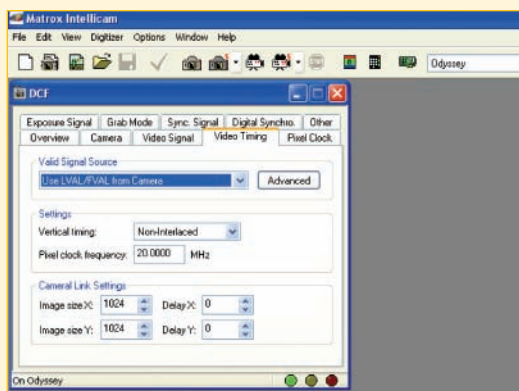 Matrox Intellicam
File Edit View Digitizer Options Window Help
Odyssey
DCF
Exposure Signal Grab Mode Sync. Signal Digital Synchro. Other
Overview Camera Video Signal Video Timing Pixel Clock
Valid Signal Source
Use LVAL/FVAL from Camera Advanced
Settings
Vertical timing: Non-Interlaced
Pixel clock frequency: 20.0000 MHz
CameraLink Settings
Image size X: 1024 Delay X: 0
Image size Y: 1024 Delay Y: 0
On Odyssey